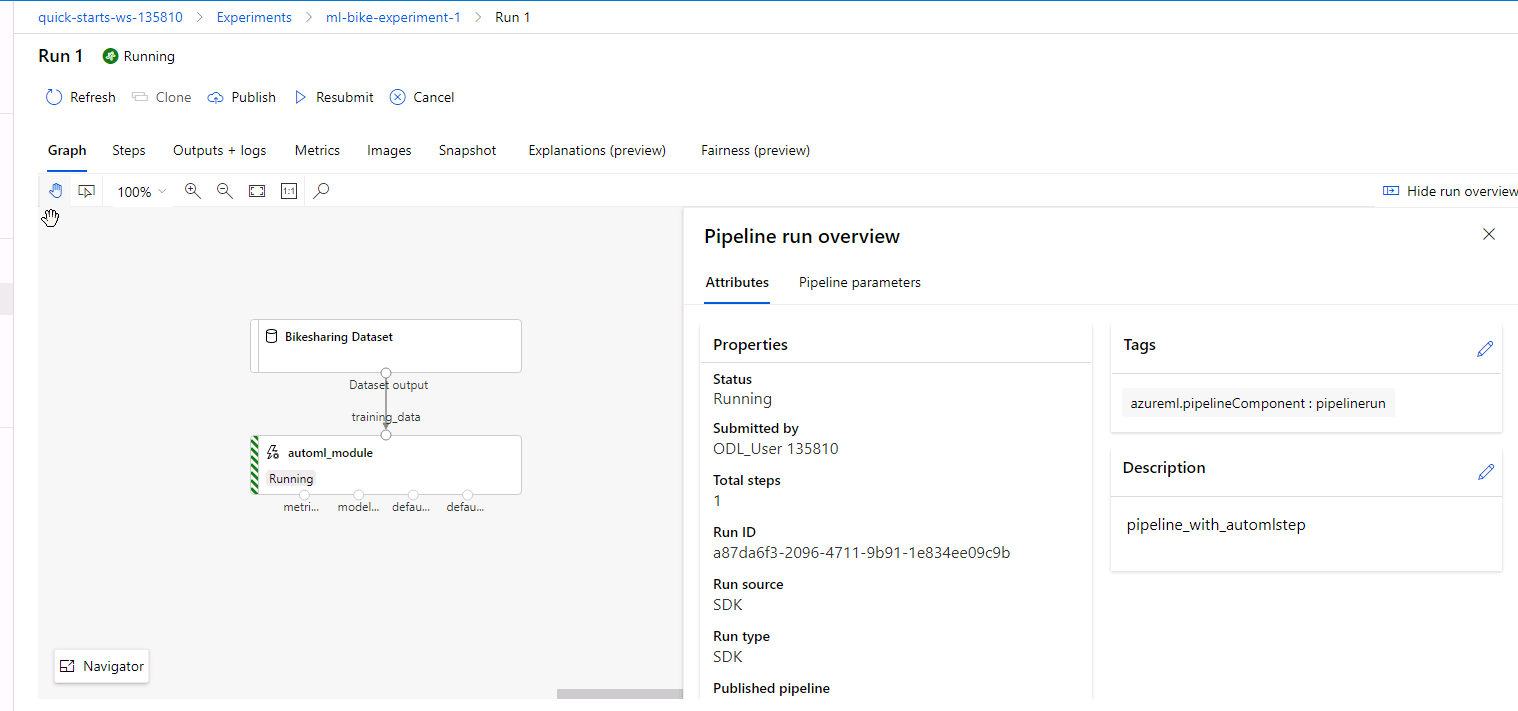 quick-starts-ws-135810 > Experiments > ml-bike-experiment-1 > Run 1
Run 1 Running
Refresh Clone Publish Resubmit Cancel
Graph Steps Outputs + logs Metrics Images Snapshot Explanations (preview) Fairness (preview)
100% 1:1 Hide run overview
Pipeline run overview
Attributes Pipeline parameters
Bikesharing Dataset
Dataset output
training_data
automl_module
Running
metri... model... defau... defau...
Navigator
Properties
Status
Running
Submitted by
ODL_User 135810
Total steps
1
Run ID
a87da6f3-2096-4711-9b91-1e834ee09c9b
Run source
SDK
Run type
SDK
Published pipeline
Tags
azureml.pipelineComponent : pipelinerun
Description
pipeline_with_automlstep